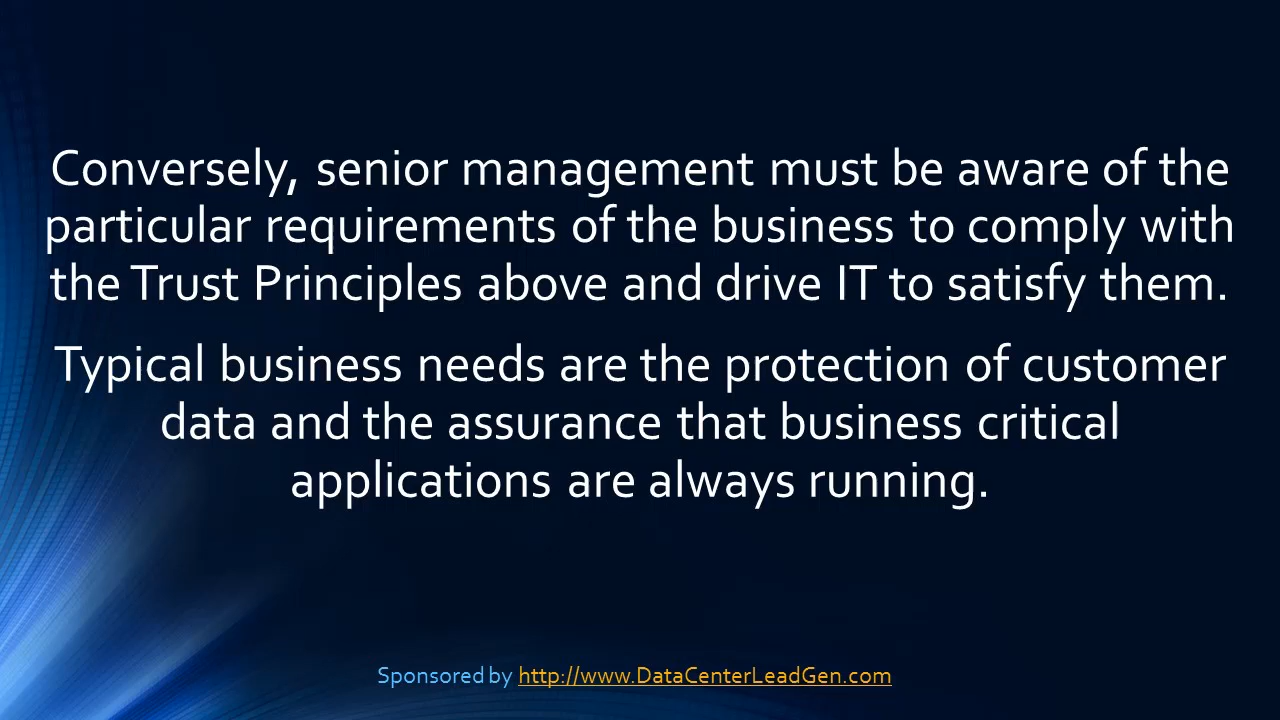 Conversely, senior management must be aware of the
particular requirements of the business to comply with
the Trust Principles above and drive IT to satisfy them.
Typical business needs are the protection of customer
data and the assurance that business critical
applications are always running.
Sponsored by http://www.DataCenterLeadGen.com